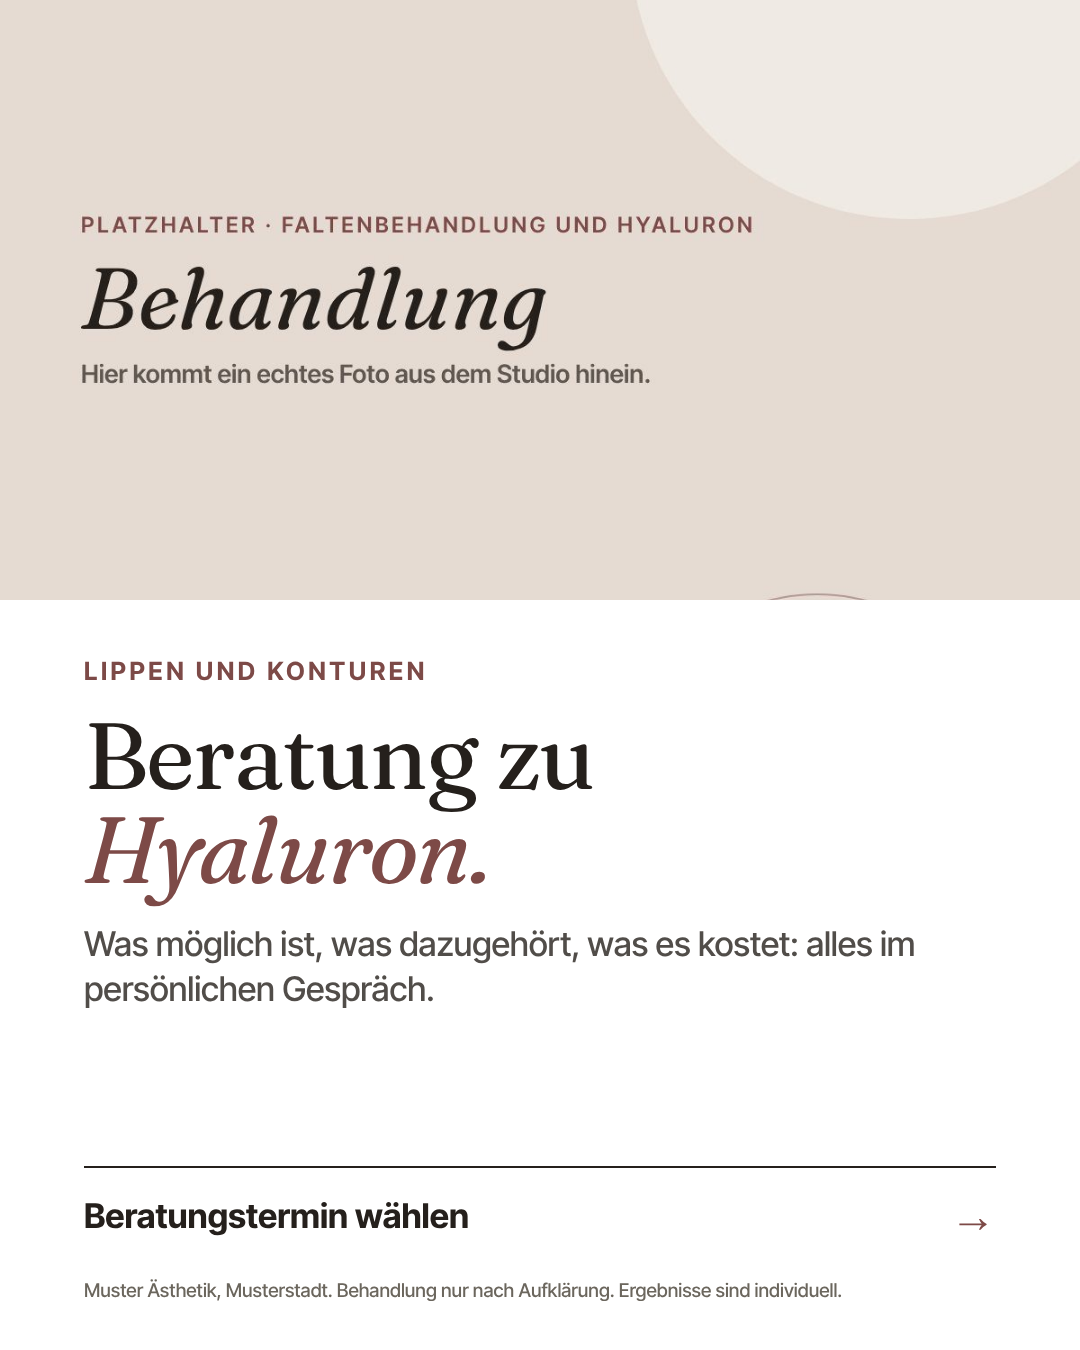 PLATZHALTER · FALTENBEHANDLUNG UND HYALURON
Behandlung
Hier kommt ein echtes Foto aus dem Studio hinein.
LIPPEN UND KONTUREN
Beratung zu
Hyaluron.
Was möglich ist, was dazugehört, was es kostet: alles im
persönlichen Gespräch.
Beratungstermin wählen →
Muster Ästhetik, Musterstadt. Behandlung nur nach Aufklärung. Ergebnisse sind individuell.